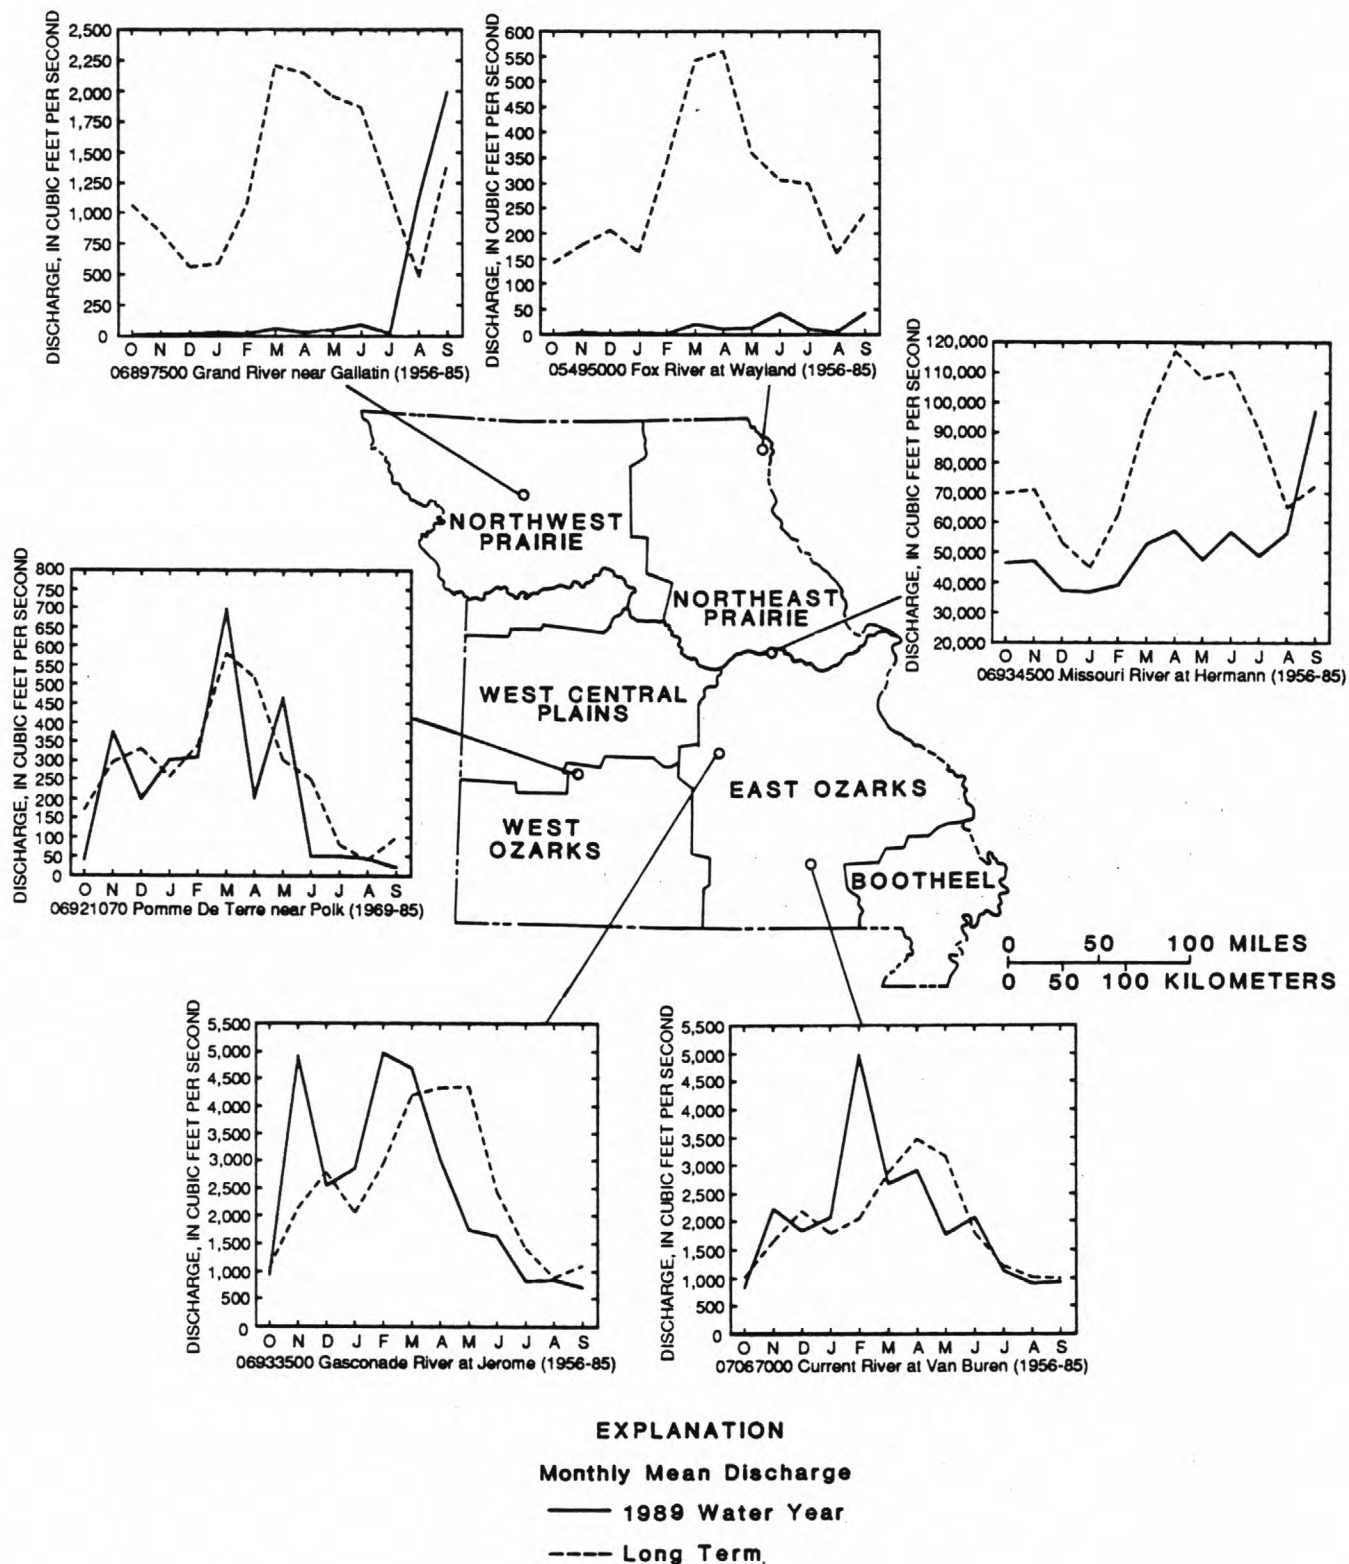 DISCHARGE, IN CUBIC FEET PER SECOND
2,500
2,250
2,000
1,750
1,500
1,250
1,000
750
500
250
0
O N D J F M A M J J A S
06897500 Grand River near Gallatin (1956-85)
DISCHARGE, IN CUBIC FEET PER SECOND
600
550
500
450
400
350
300
250
200
150
100
50
0
O N D J F M A M J J A S
05495000 Fox River at Wayland (1956-85)
DISCHARGE, IN CUBIC FEET PER SECOND
120,000
110,000
100,000
90,000
80,000
70,000
60,000
50,000
40,000
30,000
20,000
O N D J F M A M J J A S
06934500 Missouri River at Hermann (1956-85)
NORTHWEST
PRAIRIE
NORTHEAST
PRAIRIE
WEST CENTRAL
PLAINS
EAST OZARKS
WEST
OZARKS
BOOTHEEL
0 50 100 MILES
0 50 100 KILOMETERS
DISCHARGE, IN CUBIC FEET PER SECOND
800
750
700
650
600
550
500
450
400
350
300
250
200
150
100
50
0
O N D J F M A M J J A S
06921070 Pomme De Terre near Polk (1969-85)
DISCHARGE, IN CUBIC FEET PER SECOND
5,500
5,000
4,500
4,000
3,500
3,000
2,500
2,000
1,500
1,000
500
0
O N D J F M A M J J A S
06933500 Gasconade River at Jerome (1956-85)
DISCHARGE, IN CUBIC FEET PER SECOND
5,500
5,000
4,500
4,000
3,500
3,000
2,500
2,000
1,500
1,000
500
0
O N D J F M A M J J A S
07067000 Current River at Van Buren (1956-85)
EXPLANATION
Monthly Mean Discharge
1989 Water Year
Long Term